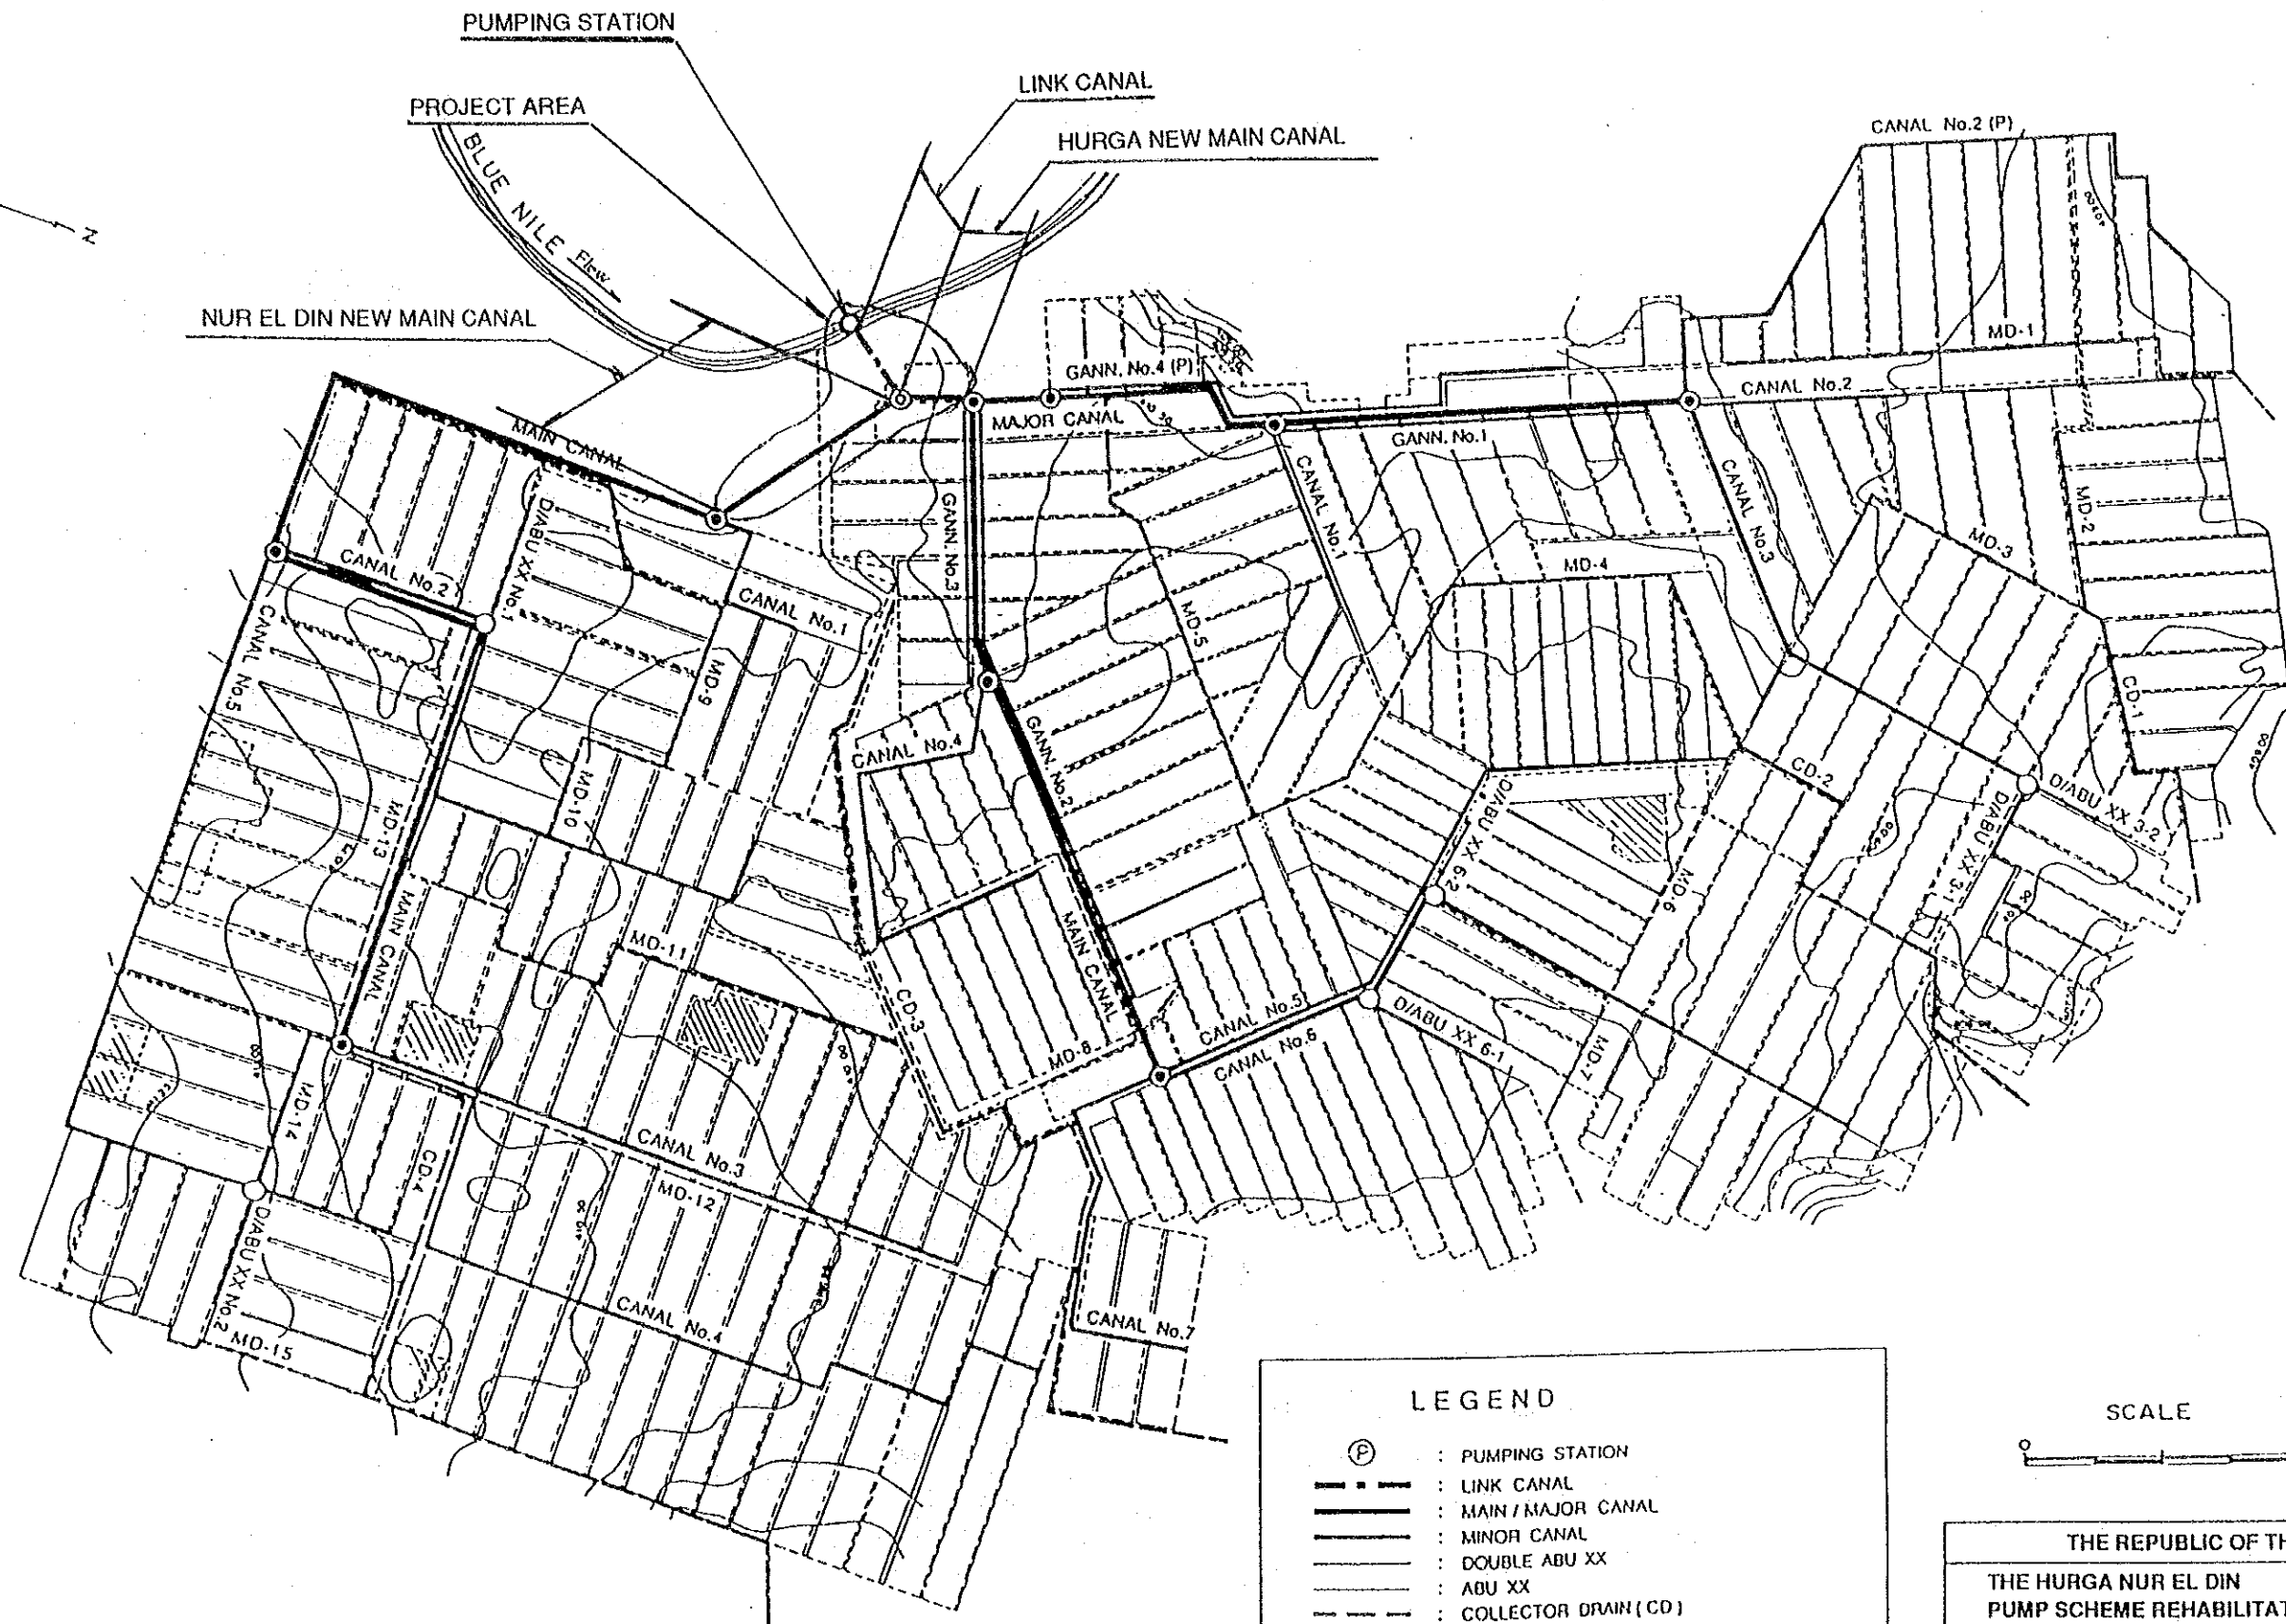 PUMPING STATION
LINK CANAL
PROJECT AREA
HURGA NEW MAIN CANAL
CANAL No.2 (P)
BLUE NILE
Flow
N
NUR EL DIN NEW MAIN CANAL
MD-1
GANN. No.4 (P)
CANAL No.2
MAJOR CANAL
MAIN CANAL
GANN. No.1
CANAL No.1
GANN. No.3
CANAL No.3
MD-2
MD-3
D/ABU XX No.1
CANAL No.2
MD-4
CANAL No.1
MD-5
MD-9
CANAL No.5
CD-1
GANN. No.2
CANAL No.4
CD-2
MD-10
D/ABU XX 3-2
D/ABU XX 6-2
D/ABU XX 3-1
MD-13
MD-6
MAIN CANAL
MAIN CANAL
MD-11
CD-3
CANAL No.5
D/ABU XX 6-1
MD-8
CANAL No.6
MD-7
MD-14
CANAL No.3
CD-4
MD-12
D/ABU XX No.2
CANAL No.4
CANAL No.7
MD-15
LEGEND
P : PUMPING STATION
: LINK CANAL
: MAIN / MAJOR CANAL
: MINOR CANAL
: DOUBLE ABU XX
: ABU XX
: COLLECTOR DRAIN ( CD )
SCALE
0
THE REPUBLIC OF TH
THE HURGA NUR EL DIN
PUMP SCHEME REHABILITAT